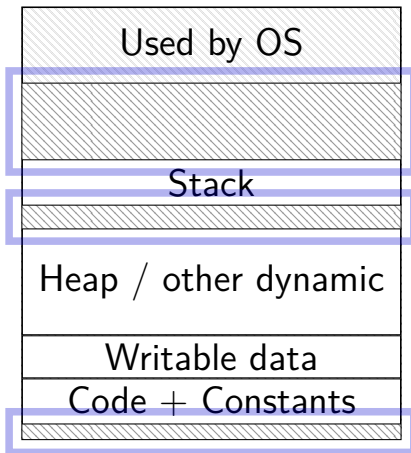 Used by OS
Stack
Heap / other dynamic
Writable data
Code + Constants